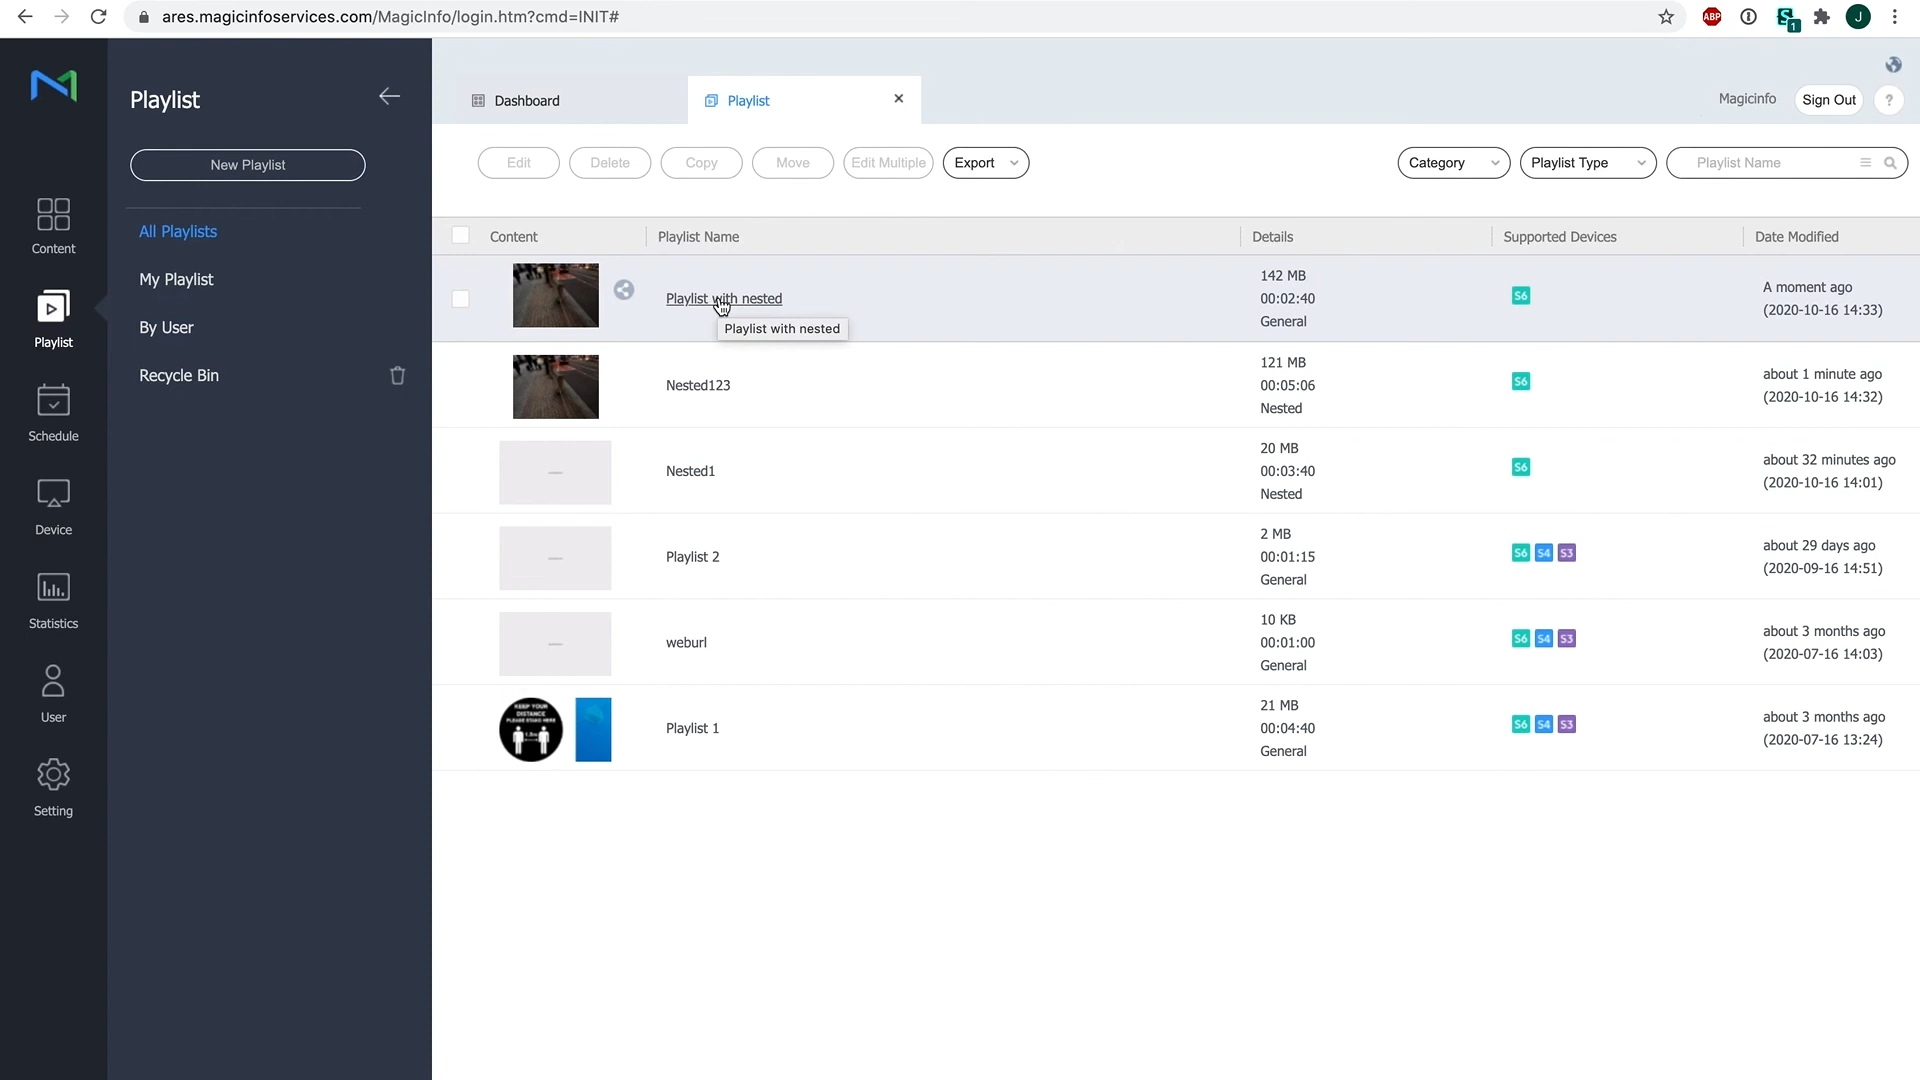 ares.magicinfoservices.com/MagicInfo/login.htm?cmd=INIT#
ABP
1
J
Playlist
New Playlist
All Playlists
My Playlist
By User
Recycle Bin
Content
Playlist
Schedule
Device
Statistics
User
Setting
Dashboard
Playlist
Magicinfo
Sign Out
?
Edit
Delete
Copy
Move
Edit Multiple
Export
Category
Playlist Type
Playlist Name
Content
Playlist Name
Details
Supported Devices
Date Modified
Playlist with nested
Playlist with nested
142 MB
00:02:40
General
S6
A moment ago
(2020-10-16 14:33)
Nested123
121 MB
00:05:06
Nested
S6
about 1 minute ago
(2020-10-16 14:32)
Nested1
20 MB
00:03:40
Nested
S6
about 32 minutes ago
(2020-10-16 14:01)
Playlist 2
2 MB
00:01:15
General
S6 S4 S3
about 29 days ago
(2020-09-16 14:51)
weburl
10 KB
00:01:00
General
S6 S4 S3
about 3 months ago
(2020-07-16 14:03)
KEEP YOUR
DISTANCE
PLEASE STAND HERE
Playlist 1
21 MB
00:04:40
General
S6 S4 S3
about 3 months ago
(2020-07-16 13:24)